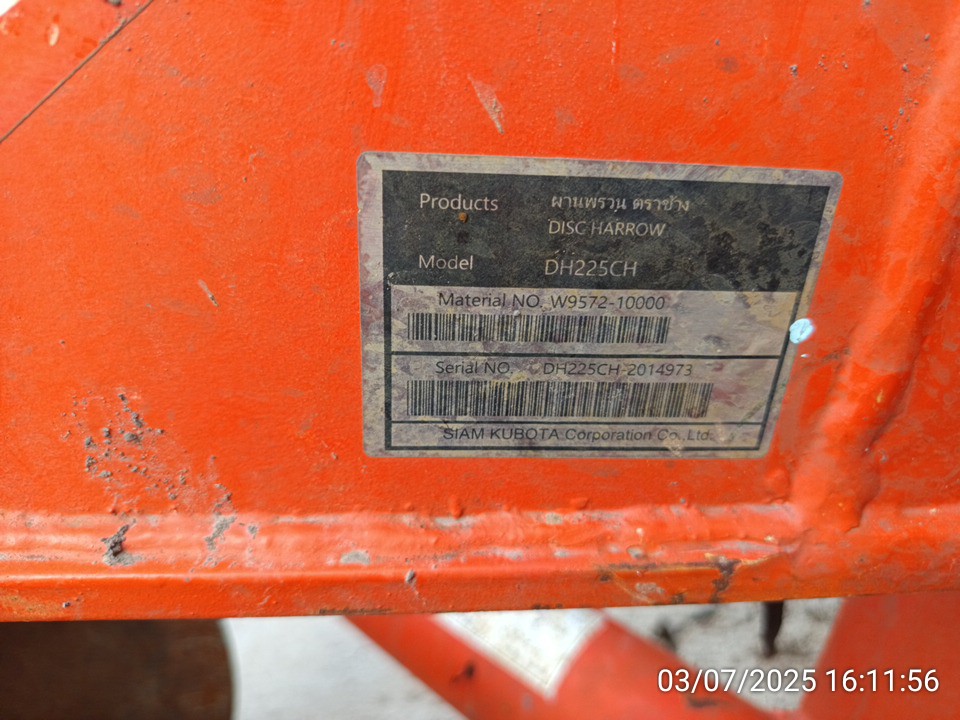 Products ผานพรวน ตราช้าง
DISC HARROW
Model DH225CH
Material NO. W9572-10000
Serial NO. DH225CH-2014973
SIAM KUBOTA Corporation Co.,Ltd.
03/07/2025 16:11:56